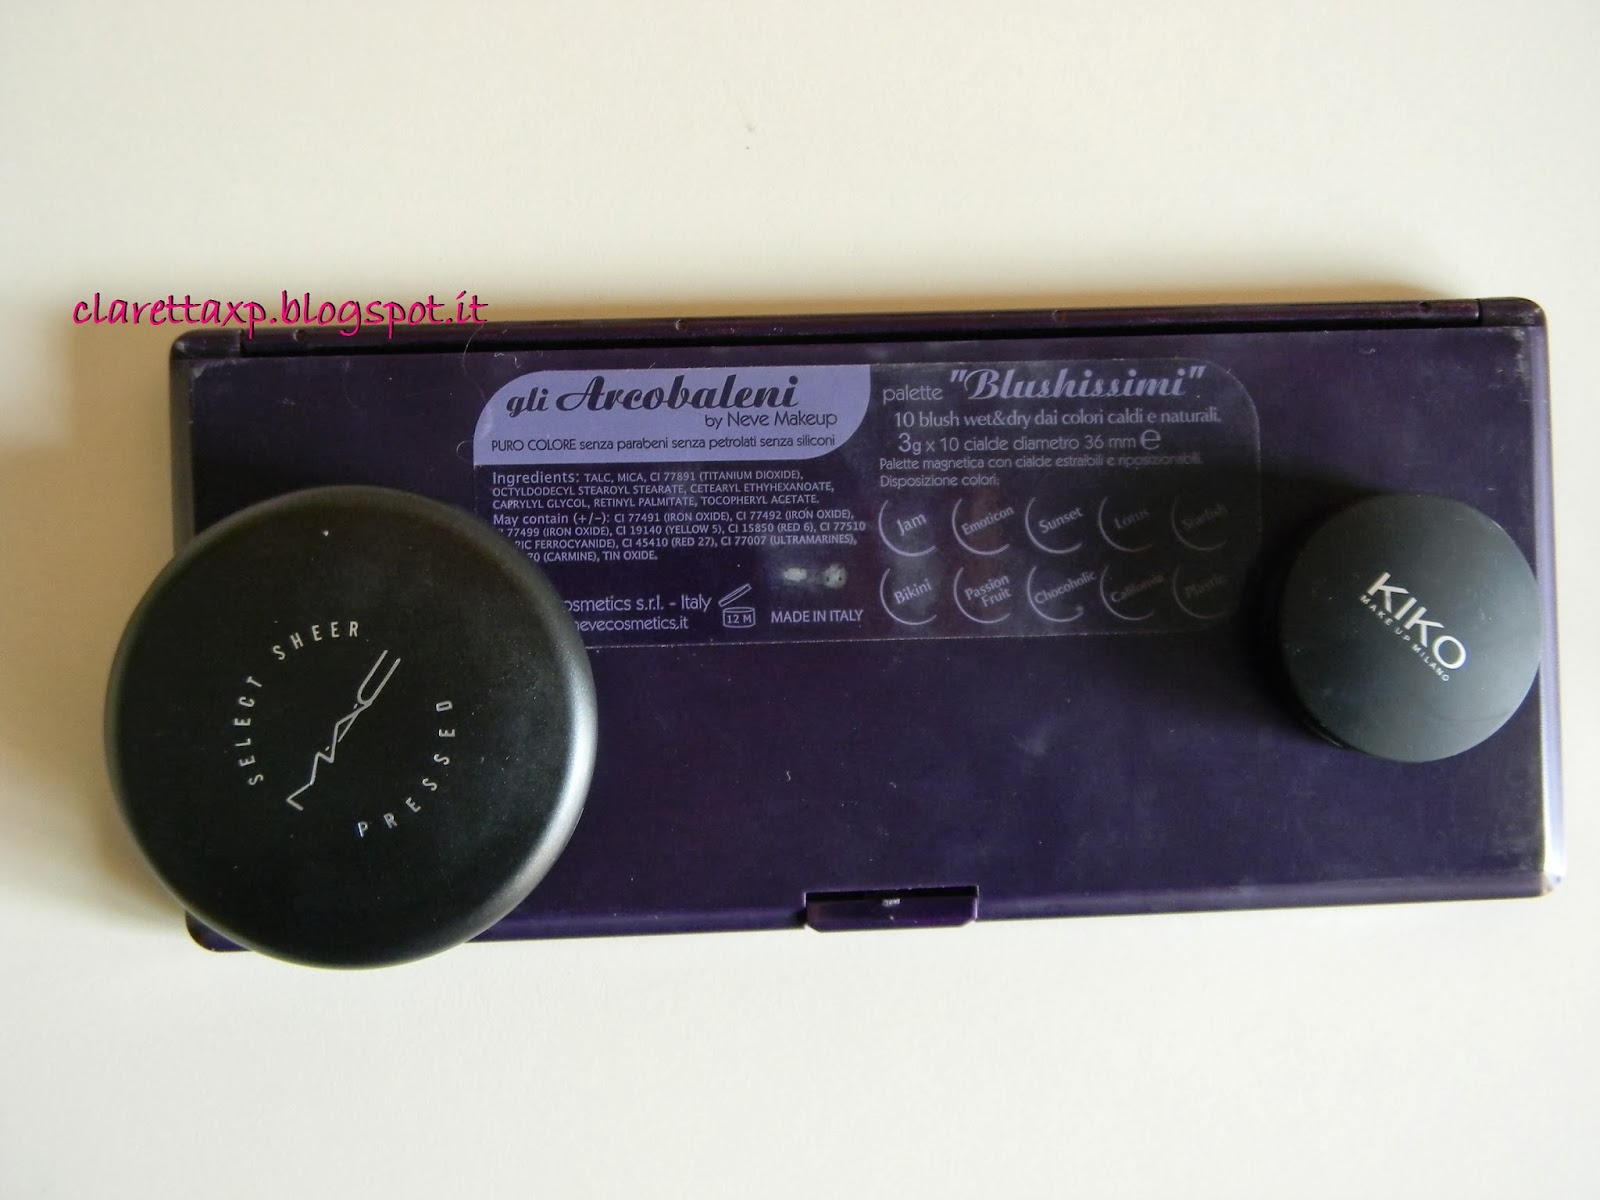 clarettaxp.blogspot.it
gli Arcobaleni
by Neve Makeup
PURO COLORE senza parabeni senza petrolati senza siliconi
Ingredients: TALC, MICA, CI 77891 (TITANIUM DIOXIDE),
OCTYLDODECYL STEAROYL STEARATE, CETEARYL ETHYHEXANOATE,
CAPRYLYL GLYCOL, RETINYL PALMITATE, TOCOPHERYL ACETATE.
May contain (+/-): CI 77491 (IRON OXIDE), CI 77492 (IRON OXIDE),
77499 (IRON OXIDE), CI 19140 (YELLOW 5), CI 15850 (RED 6), CI 77510
FERROCYANIDE), CI 45410 (RED 27), CI 77007 (ULTRAMARINES),
70 (CARMINE), TIN OXIDE.
osmetics s.r.l. - Italy
nevecosmetics.it
12 M
MADE IN ITALY
palette "Blushissimi"
10 blush wet&dry dai colori caldi e naturali.
3g x 10 cialde diametro 36 mm e
Palette magnetica con cialde estraibili e riposizionabili.
Disposizione colori:
Jam Emoticon Sunset Lotus Starfish
Bikini Passion Fruit Chocoholic California Plastic
SELECT SHEER
MAC
PRESSED
KIKO
MAKE UP MILANO